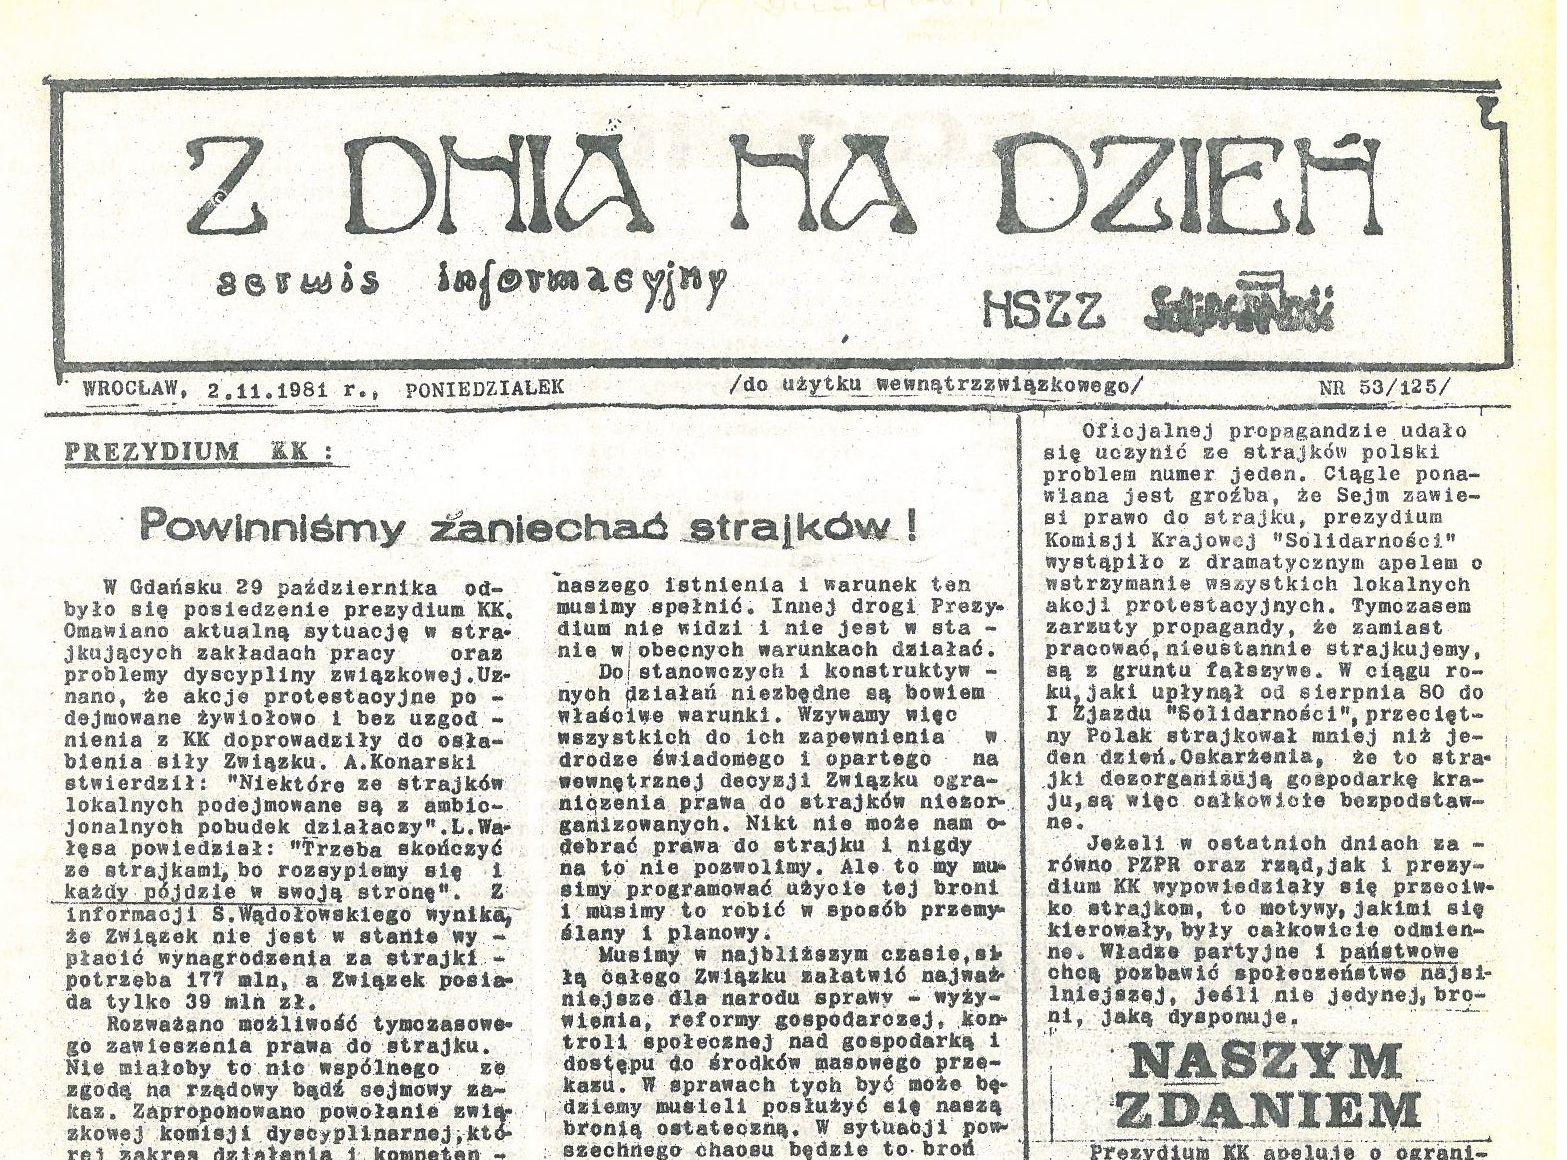 Z DNIA NA DZIEŃ
serwis informacyjny
NSZZ Solidarność
WROCŁAW, 2.11.1981 r., PONIEDZIAŁEK /do użytku wewnątrzzwiązkowego/ NR 53/125/
PREZYDIUM KK :
Powinniśmy zaniechać strajków !
W Gdańsku 29 października od-
było się posiedzenie prezydium KK.
Omawiano aktualną sytuację w stra-
jkujących zakładach pracy oraz
problemy dyscypliny związkowej.Uz-
nano, że akcje protestacyjne po -
dejmowane żywiołowo i bez uzgod -
nienia z KK doprowadziły do osła-
bienia siły Związku. A.Konarski
stwierdził: "Niektóre ze strajków
lokalnych podejmowane są z ambic-
jonalnych pobudek działaczy".L.Wa-
łęsa powiedział: "Trzeba skończyć
ze strajkami, bo rozsypiemy się i
każdy pójdzie w swoją stronę". Z
informacji S.Wądołowskiego wynika,
że Związek nie jest w stanie wy -
płacić wynagrodzenia za strajki -
potrzeba 177 mln, a Związek posia-
da tylko 39 mln zł.
Rozważano możliwość tymczasowe-
go zawieszenia prawa do strajku.
Nie miałoby to nic wspólnego ze
zgodą na rządowy bądź sejmowy za-
kaz. Zaproponowano powołanie zwią-
zkowej komisji dyscyplinarnej,któ-
rej zakres działania i kompeten -
naszego istnienia i warunek ten
musimy spełnić. Innej drogi Prezy-
dium nie widzi i nie jest w sta -
nie w obecnych warunkach działać.
Do stanowczych i konstruktyw -
nych działań niezbędne są bowiem
właściwe warunki. Wzywamy więc
wszystkich do ich zapewnienia w
drodze świadomego i opartego na
wewnętrznej decyzji Związku ogra-
niczenia prawa do strajków niezor-
ganizowanych. Nikt nie może nam o-
debrać prawa do strajku i nigdy
na to nie pozwolimy. Ale to my mu-
simy programować użycie tej broni
i musimy to robić w sposób przemy-
ślany i planowy.
Musimy w najbliższym czasie,si-
łą całego Związku załatwić najważ-
niejsze dla narodu sprawy - wyży-
wienia, reformy gospodarczej, kon-
troli społecznej nad gospodarką i
dostępu do środków masowego prze-
kazu. W sprawach tych być może bę-
dziemy musieli posłużyć się naszą
bronią ostateczną. W sytuacji pow-
szechnego chaosu będzie to broń
Oficjalnej propagandzie udało
się uczynić ze strajków polski
problem numer jeden. Ciągle pona-
wiana jest groźba, że Sejm zawie-
si prawo do strajku, prezydium
Komisji Krajowej "Solidarności"
wystąpiło z dramatycznym apelem o
wstrzymanie wszystkich lokalnych
akcji protestacyjnych. Tymczasem
zarzuty propagandy, że zamiast
pracować, nieustannie strajkujemy,
są z gruntu fałszywe. W ciągu ro-
ku,jaki upłynął od sierpnia 80 do
I Zjazdu "Solidarności",przecięt-
ny Polak strajkował mniej niż je-
den dzień.Oskarżenia, że to stra-
jki dezorganizują gospodarkę kra-
ju,są więc całkowicie bezpodstaw-
ne.
Jeżeli w ostatnich dniach za -
równo PZPR oraz rząd,jak i prezy-
dium KK wypowiedziały się przeciw-
ko strajkom, to motywy, jakimi się
kierowały, były całkowicie odmien-
ne. Władze partyjne i państwowe
chcą pozbawić społeczeństwo najsi-
lniejszej, jeśli nie jedynej, bro-
ni, jaką dysponuje.
NASZYM
ZDANIEM
Prezydium KK apeluje o ograni-